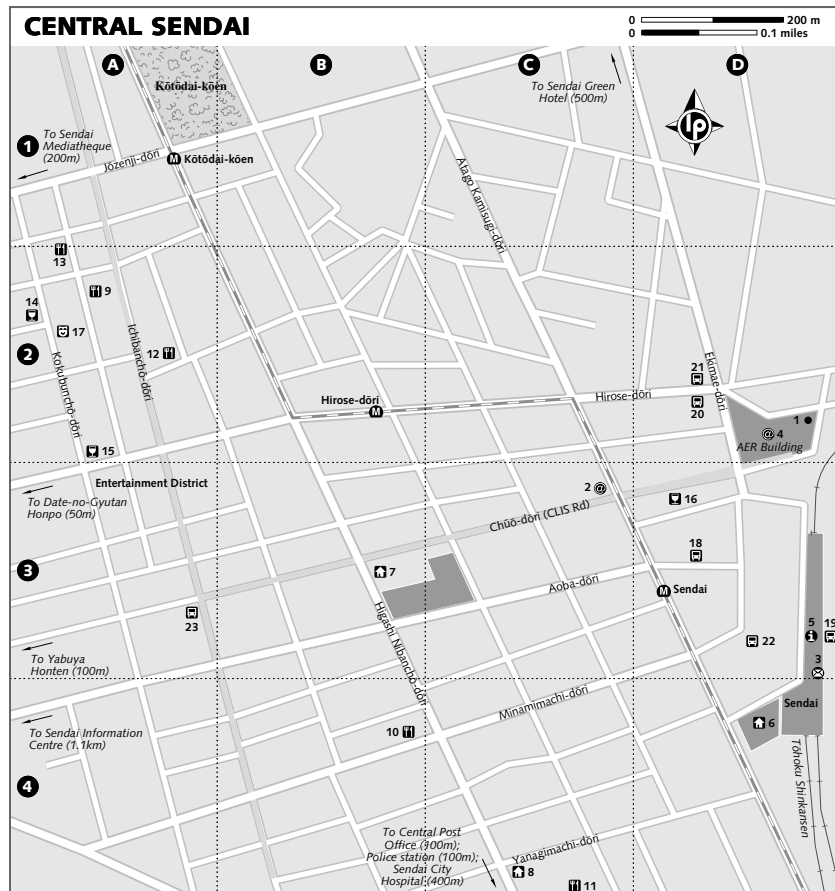 CENTRAL SENDAI
0 200 m
0 0.1 miles
A
B
C
D
Kōtōdai-kōen
To Sendai Green
Hotel (500m)
lp
1
To Sendai
Mediatheque
(200m)
Jōzenji-dōri
M Kōtōdai-kōen
Atago Kamisugi-dōri
13
9
14
17
2
12
Ichibanchō-dōri
Kokubunchō-dōri
21
Ekimae-dōri
Hirose-dōri
M
Hirose-dōri
20
1
@ 4
AER Building
15
Entertainment District
2 @
To Date-no-Gyutan
Honpo (50m)
16
Chūō-dōri (CLIS Rd)
18
3
7
Aoba-dōri
M Sendai
23
Higashi Nibanchō-dōri
5
i
19
22
3
To Yabuya
Honten (100m)
Minamimachi-dōri
Sendai
6
To Sendai Information
Centre (1.1km)
10
Tōhoku Shinkansen
4
To Central Post
Office (100m);
Police station (100m);
Sendai City
Hospital (400m)
Yanagimachi-dōri
8
11